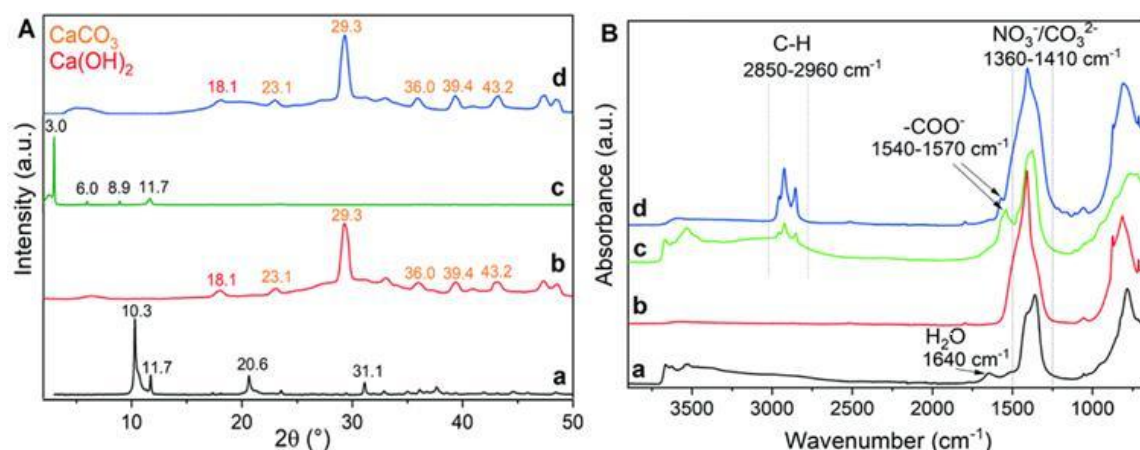 A
CaCO₃
Ca(OH)₂
29.3
18.1
23.1
36.0
39.4
43.2
d
3.0
6.0
8.9
11.7
c
29.3
18.1
23.1
36.0
39.4
43.2
b
10.3
11.7
20.6
31.1
a
Intensity (a.u.)
10 20 30 40 50
2θ (°)
B
C-H
2850-2960 cm⁻¹
NO₃⁻/CO₃²⁻
1360-1410 cm⁻¹
-COO⁻
1540-1570 cm⁻¹
d
c
b
H₂O
1640 cm⁻¹
a
Absorbance (a.u.)
3500 3000 2500 2000 1500 1000
Wavenumber (cm⁻¹)